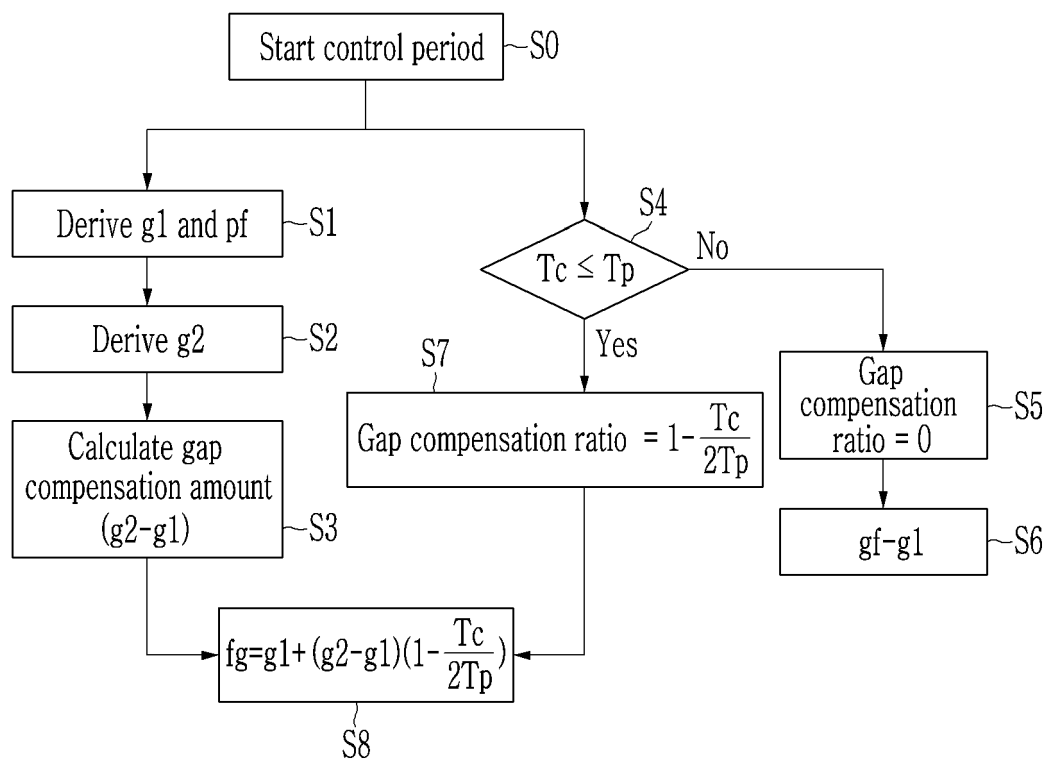 Start control period
S0
Derive g1 and pf
S1
Derive g2
S2
Calculate gap
compensation amount
(g2-g1)
S3
S4
Tc ≤ Tp
No
Yes
S7
Gap compensation ratio = 1-Tc/2Tp
Gap
compensation
ratio = 0
S5
gf-g1
S6
fg=g1+(g2-g1)(1-Tc/2Tp)
S8